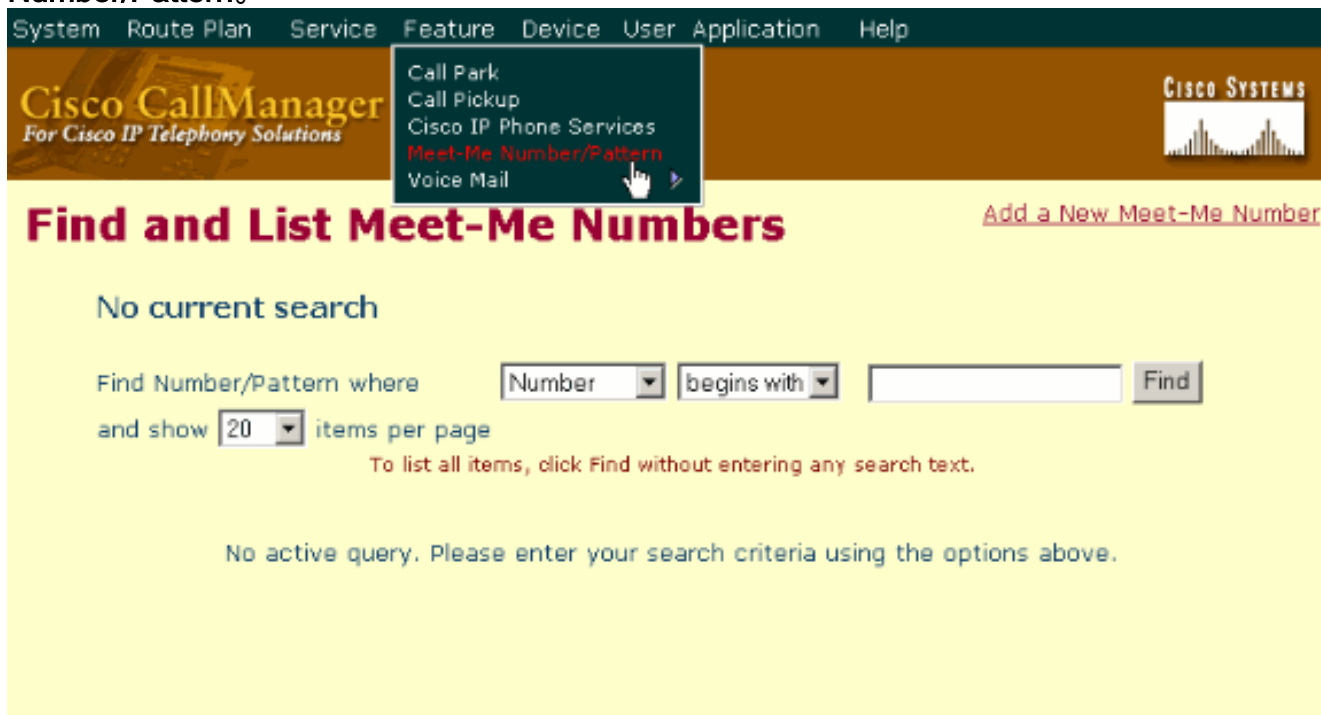 Number/Pattern。
System Route Plan Service Feature Device User Application Help
Call Park
Call Pickup
Cisco IP Phone Services
Meet-Me Number/Pattern
Voice Mail
Cisco CallManager
For Cisco IP Telephony Solutions
CISCO SYSTEMS
Find and List Meet-Me Numbers
Add a New Meet-Me Number
No current search
Find Number/Pattern where Number begins with Find
and show 20 items per page
To list all items, click Find without entering any search text.
No active query. Please enter your search criteria using the options above.